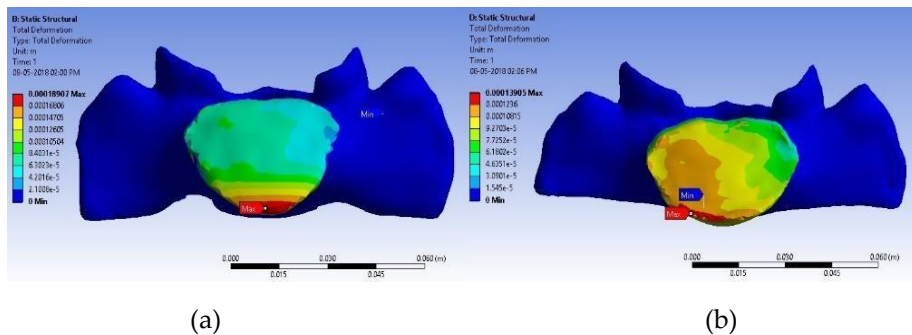 B: Static Structural
Total Deformation
Type: Total Deformation
Unit: m
Time: 1
08-05-2018 02:00 PM
0.00018907 Max
0.00016806
0.00014705
0.00012605
0.00010504
8.4031e-5
6.3023e-5
4.2016e-5
2.1008e-5
0 Min
Min
Max
0.000
0.030
0.060 (m)
0.015
0.045
D: Static Structural
Total Deformation
Type: Total Deformation
Unit: m
Time: 1
08-05-2018 02:06 PM
0.00013905 Max
0.0001236
0.00010815
9.2703e-5
7.7252e-5
6.1802e-5
4.6351e-5
3.0901e-5
1.545e-5
0 Min
Min
Max
0.000
0.030
0.060 (m)
0.015
0.045
(a)
(b)